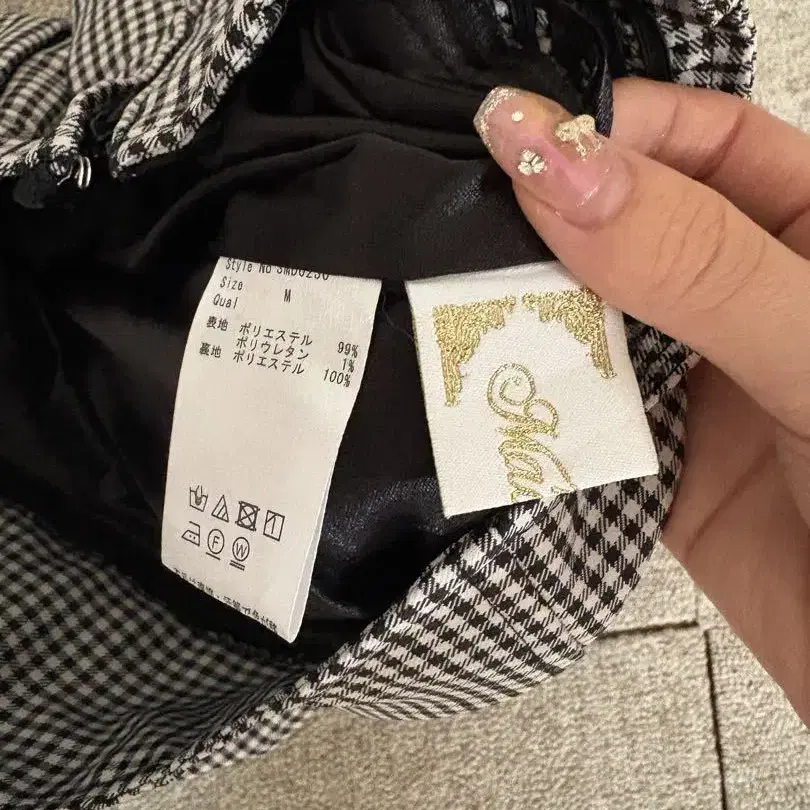 Style No SMD0230
Size M
Qual
表地 ポリエステル 99%
ポリウレタン 1%
裏地 ポリエステル 100%
F
W